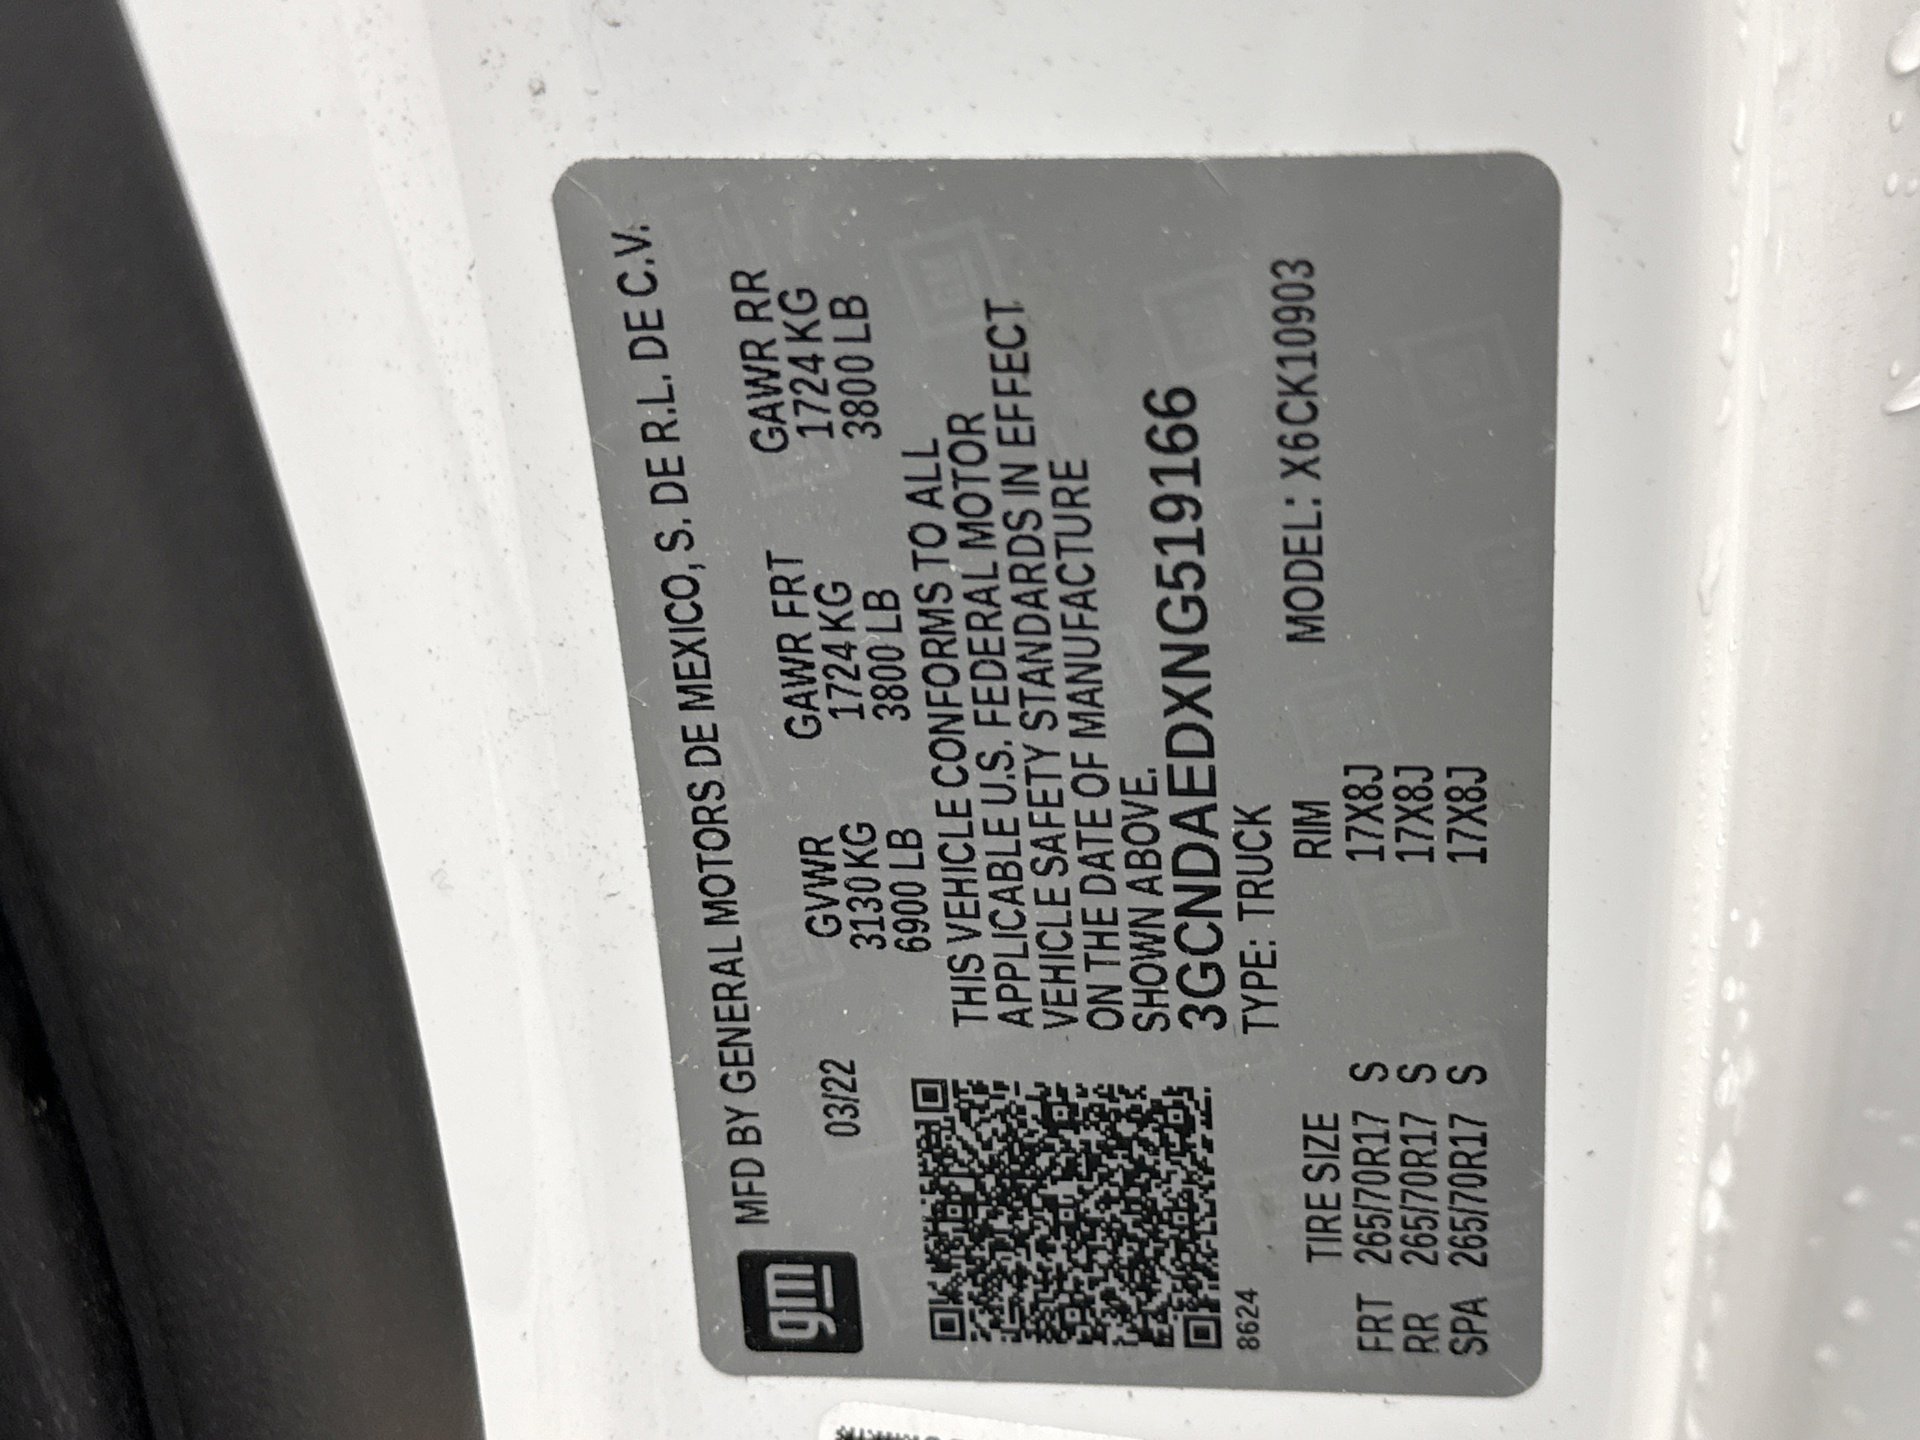 gm
MFD BY GENERAL MOTORS DE MEXICO, S. DE R.L. DE C.V.
03/22 GVWR GAWR FRT GAWR RR
3130 KG 1724 KG 1724 KG
6900 LB 3800 LB 3800 LB
THIS VEHICLE CONFORMS TO ALL
APPLICABLE U.S. FEDERAL MOTOR
VEHICLE SAFETY STANDARDS IN EFFECT
ON THE DATE OF MANUFACTURE
SHOWN ABOVE.
3GCNDAEDXNG519166
8624 TYPE: TRUCK MODEL: X6CK10903
TIRE SIZE RIM
FRT 265/70R17 S 17X8J
RR 265/70R17 S 17X8J
SPA 265/70R17 S 17X8J